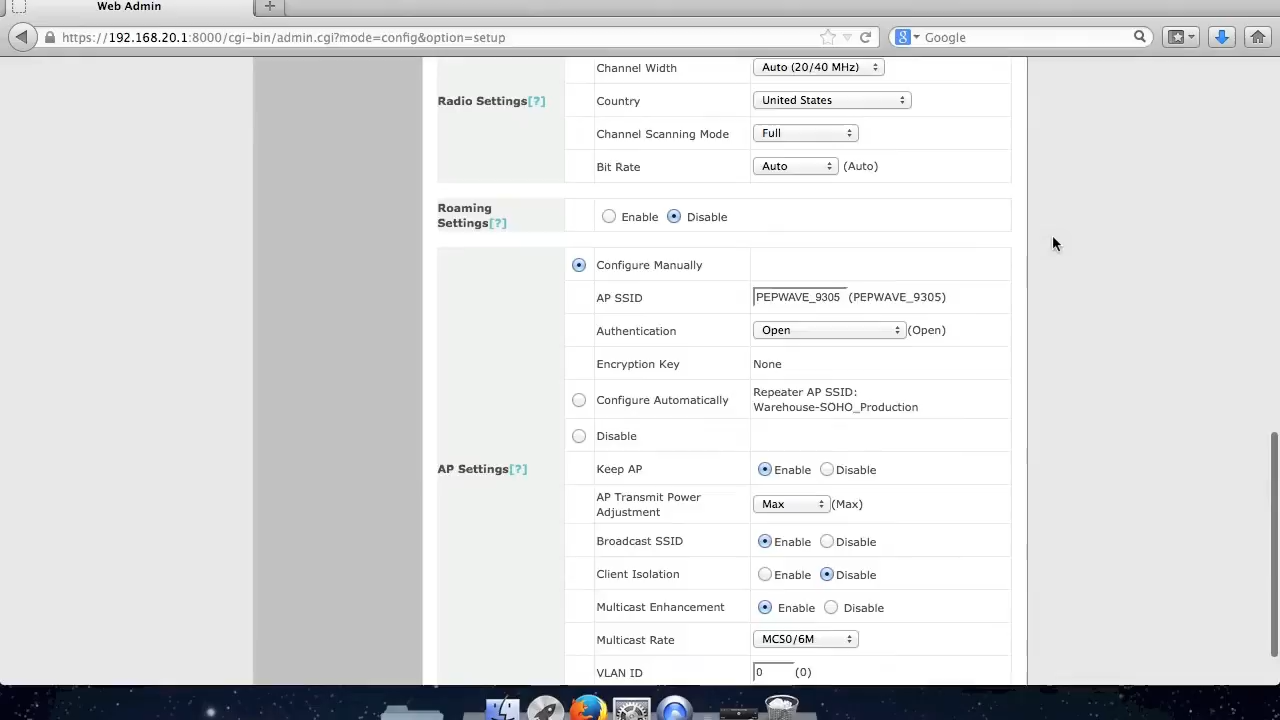 Web Admin
https://192.168.20.1:8000/cgi-bin/admin.cgi?mode=config&option=setup
Google
Channel Width Auto (20/40 MHz)
Radio Settings[?] Country United States
Channel Scanning Mode Full
Bit Rate Auto (Auto)
Roaming
Settings[?]
Enable Disable
Configure Manually
AP SSID PEPWAVE_9305 (PEPWAVE_9305)
Authentication Open (Open)
Encryption Key None
Configure Automatically
Repeater AP SSID:
Warehouse-SOHO_Production
Disable
AP Settings[?] Keep AP Enable Disable
AP Transmit Power
Adjustment
Max (Max)
Broadcast SSID Enable Disable
Client Isolation Enable Disable
Multicast Enhancement Enable Disable
Multicast Rate MCS0/6M
VLAN ID 0 (0)